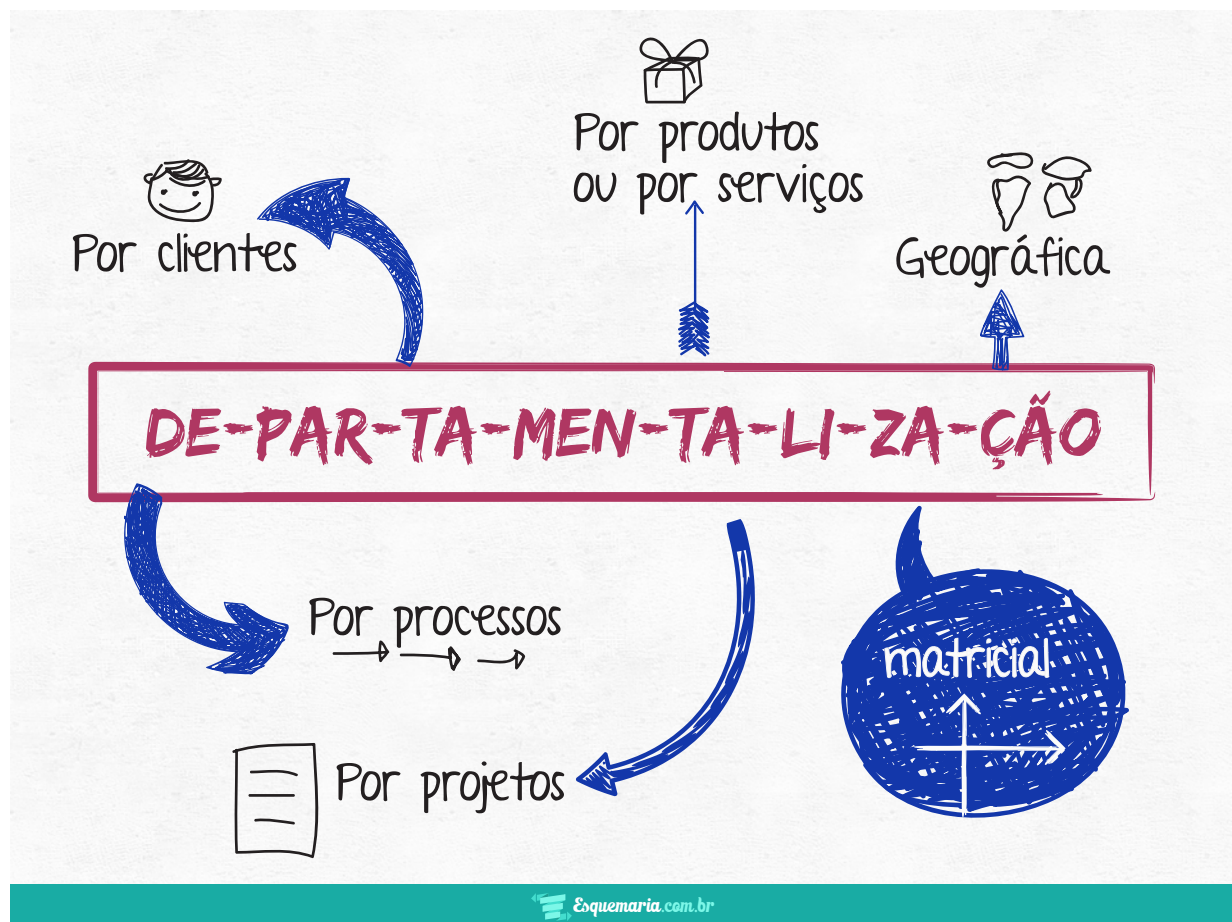 Por produtos
ou por serviços
Por clientes
Geográfica
DE-PAR-TA-MEN-TA-LI-ZA-ÇÃO
Por processos
matricial
Por projetos
Esquemaria.com.br